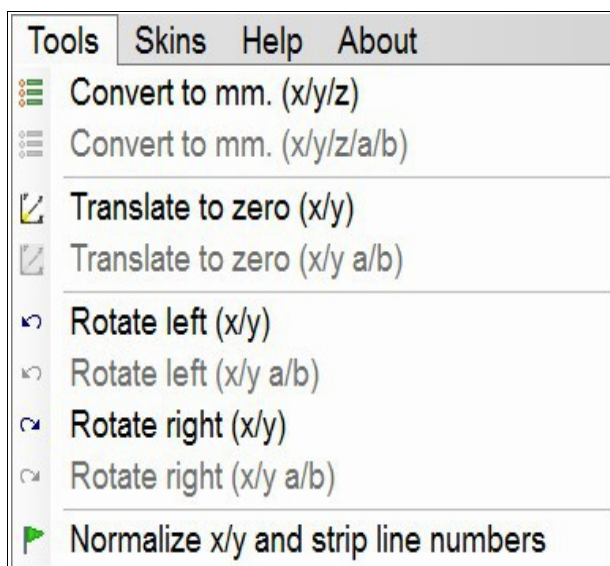 Tools Skins Help About
Convert to mm. (x/y/z)
Convert to mm. (x/y/z/a/b)
Translate to zero (x/y)
Translate to zero (x/y a/b)
Rotate left (x/y)
Rotate left (x/y a/b)
Rotate right (x/y)
Rotate right (x/y a/b)
Normalize x/y and strip line numbers